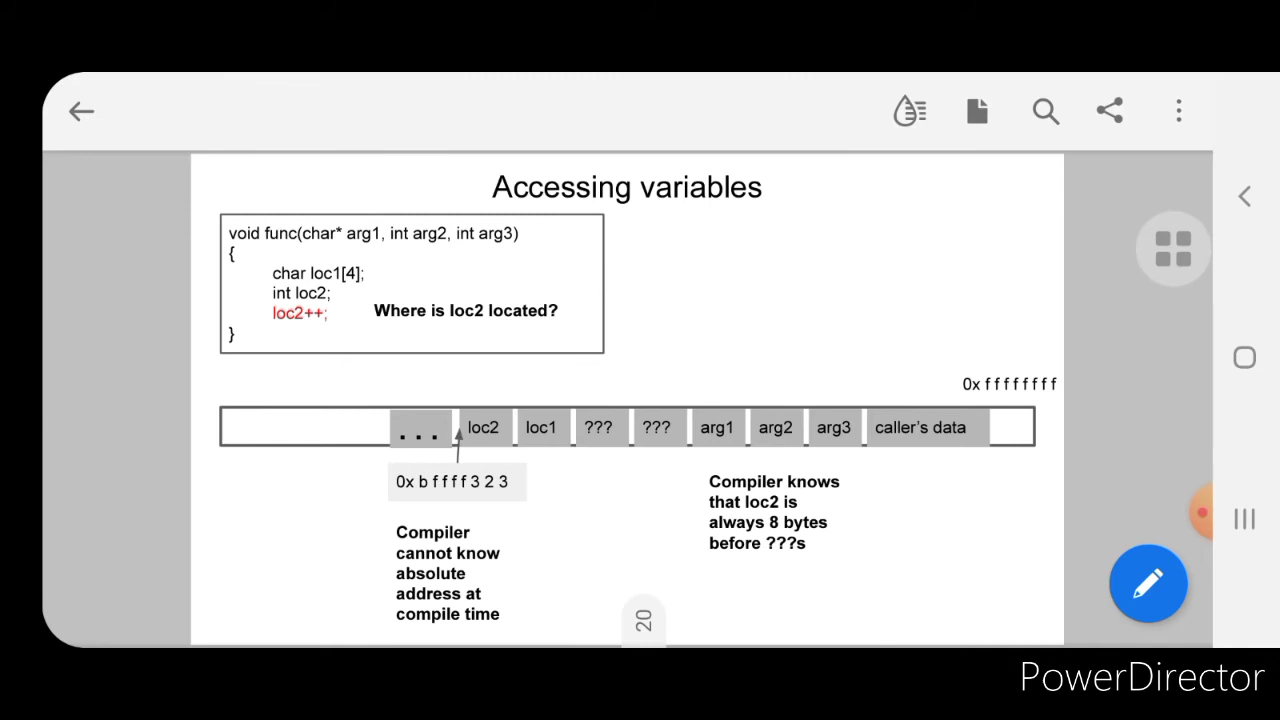 Accessing variables
void func(char* arg1, int arg2, int arg3)
{
char loc1[4];
int loc2;
loc2++;
Where is loc2 located?
}
0x f f f f f f f f
...
loc2
loc1
???
???
arg1
arg2
arg3
caller's data
0x b f f f f 3 2 3
Compiler
cannot know
absolute
address at
compile time
Compiler knows
that loc2 is
always 8 bytes
before ???s
20
PowerDirector